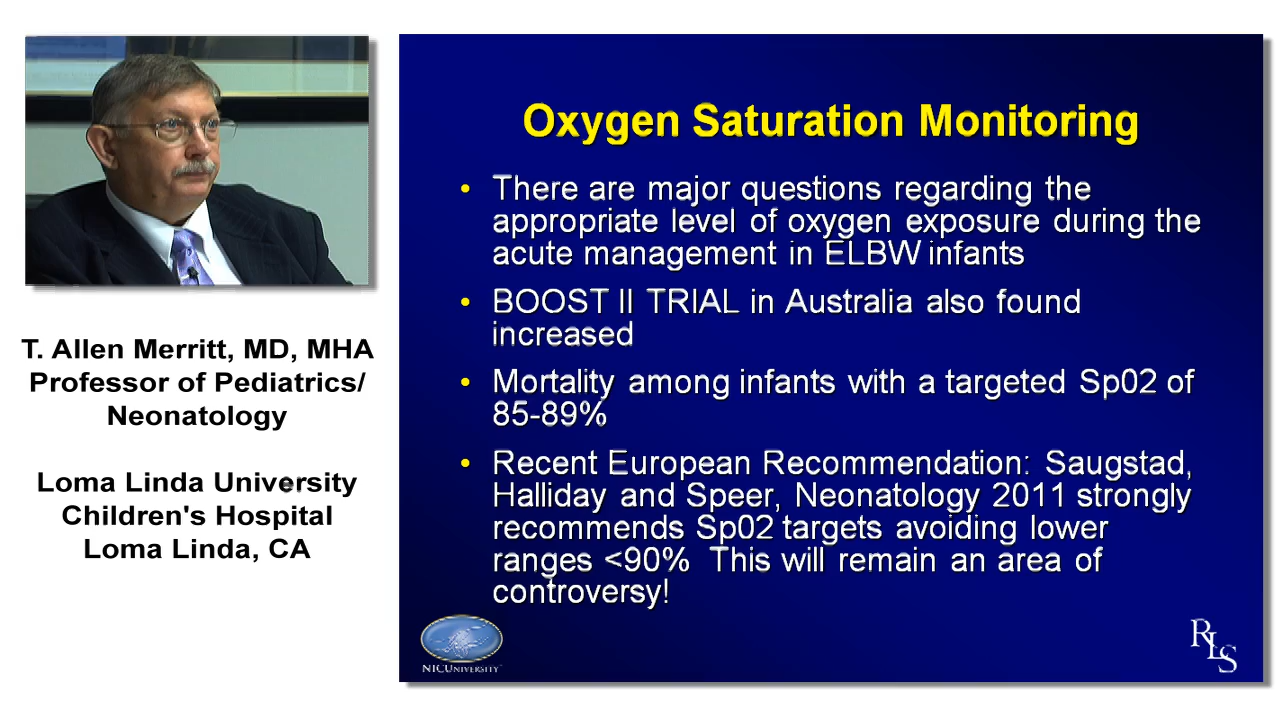 T. Allen Merritt, MD, MHA
Professor of Pediatrics/
Neonatology
Loma Linda University
Children's Hospital
Loma Linda, CA
Oxygen Saturation Monitoring
• There are major questions regarding the
appropriate level of oxygen exposure during the
acute management in ELBW infants
• BOOST II TRIAL in Australia also found
increased
• Mortality among infants with a targeted Sp02 of
85-89%
• Recent European Recommendation: Saugstad,
Halliday and Speer, Neonatology 2011 strongly
recommends Sp02 targets avoiding lower
ranges <90% This will remain an area of
controversy!
NICUNIVERSITY
RLS